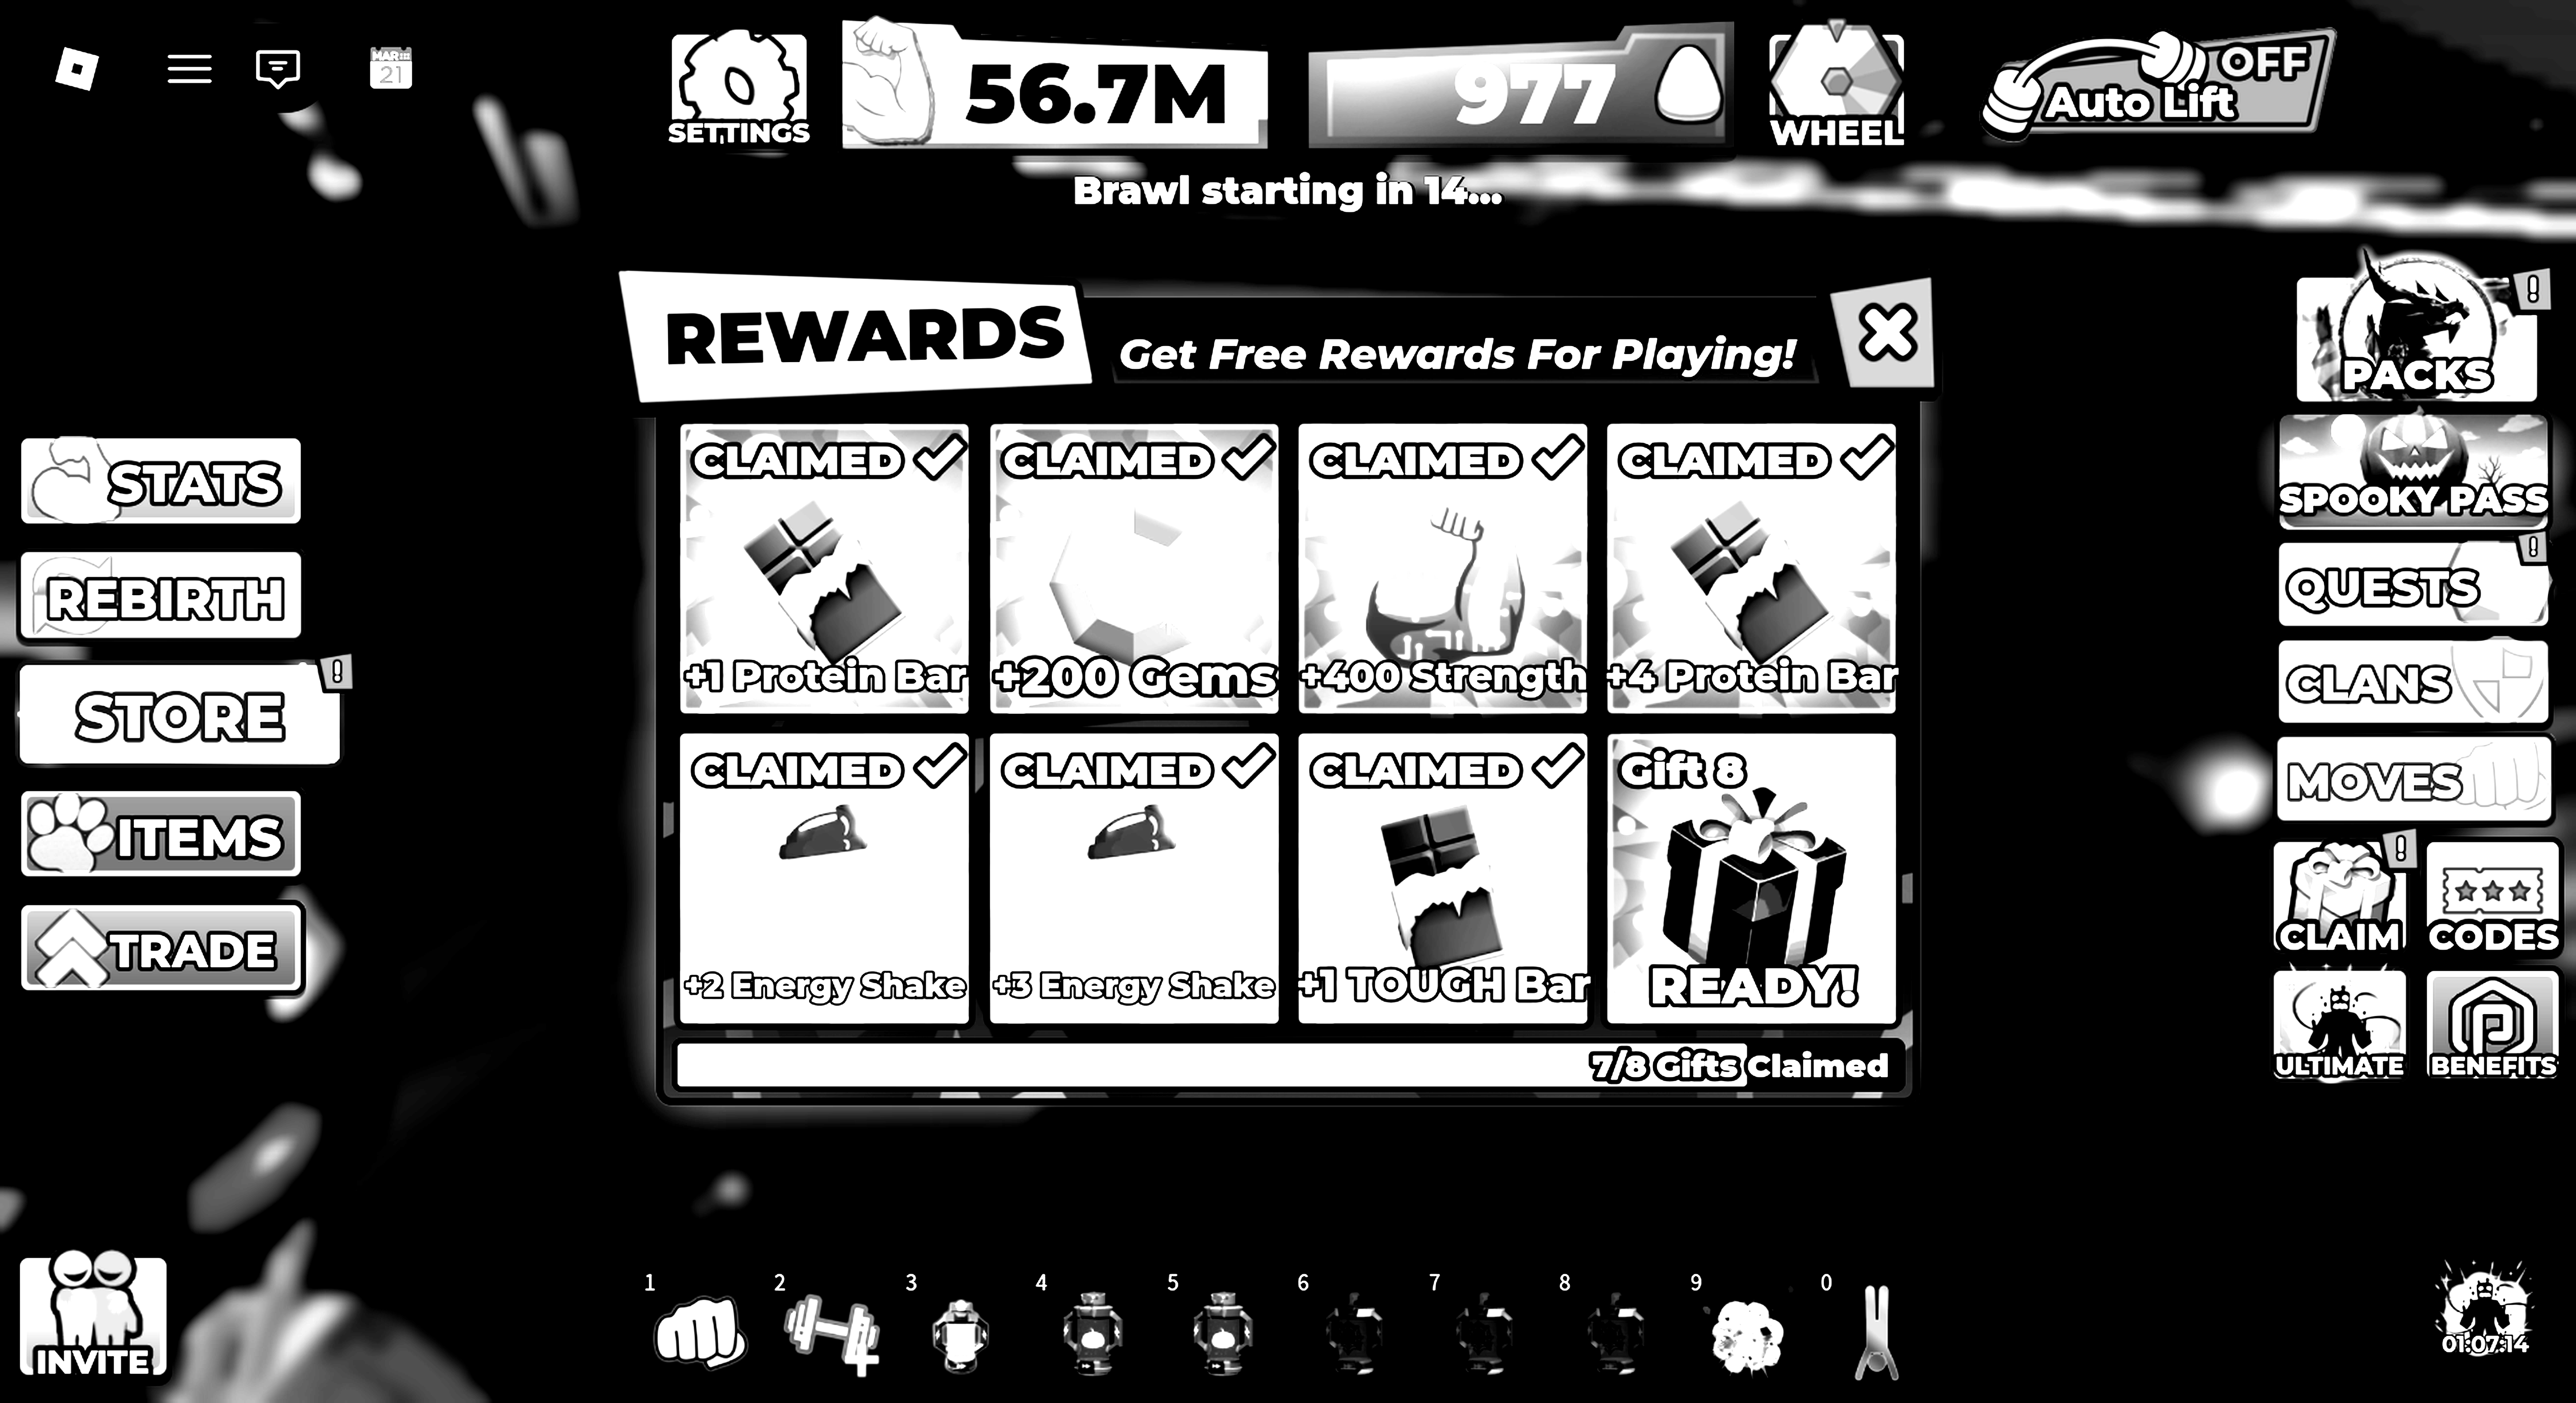 MAR
21
SETTINGS
56.7M
977
WHEEL
OFF
Auto Lift
Brawl starting in 14...
REWARDS
Get Free Rewards For Playing!
CLAIMED
+1 Protein Bar
CLAIMED
+200 Gems
CLAIMED
+400 Strength
CLAIMED
+4 Protein Bar
CLAIMED
+2 Energy Shake
CLAIMED
+3 Energy Shake
CLAIMED
+1 TOUGH Bar
Gift 8
READY!
7/8 Gifts Claimed
STATS
REBIRTH
!
STORE
ITEMS
TRADE
INVITE
!
PACKS
SPOOKY PASS
!
QUESTS
CLANS
MOVES
!
CLAIM
CODES
ULTIMATE
BENEFITS
1
2
3
4
5
6
7
8
9
0
01:07:14